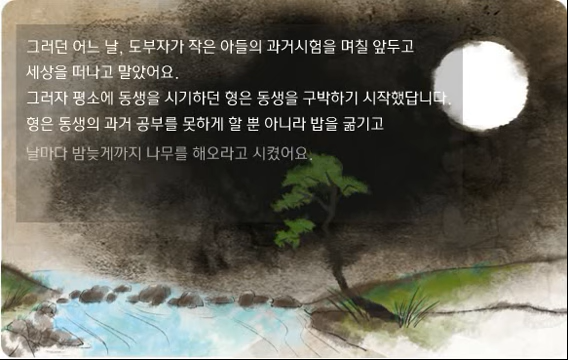 그러던 어느 날, 도부자가 작은 아들의 과거시험을 며칠 앞두고
세상을 떠나고 말았어요.
그러자 평소에 동생을 시기하던 형은 동생을 구박하기 시작했답니다.
형은 동생의 과거 공부를 못하게 할 뿐 아니라 밥을 굶기고
날마다 밤늦게까지 나무를 해오라고 시켰어요.